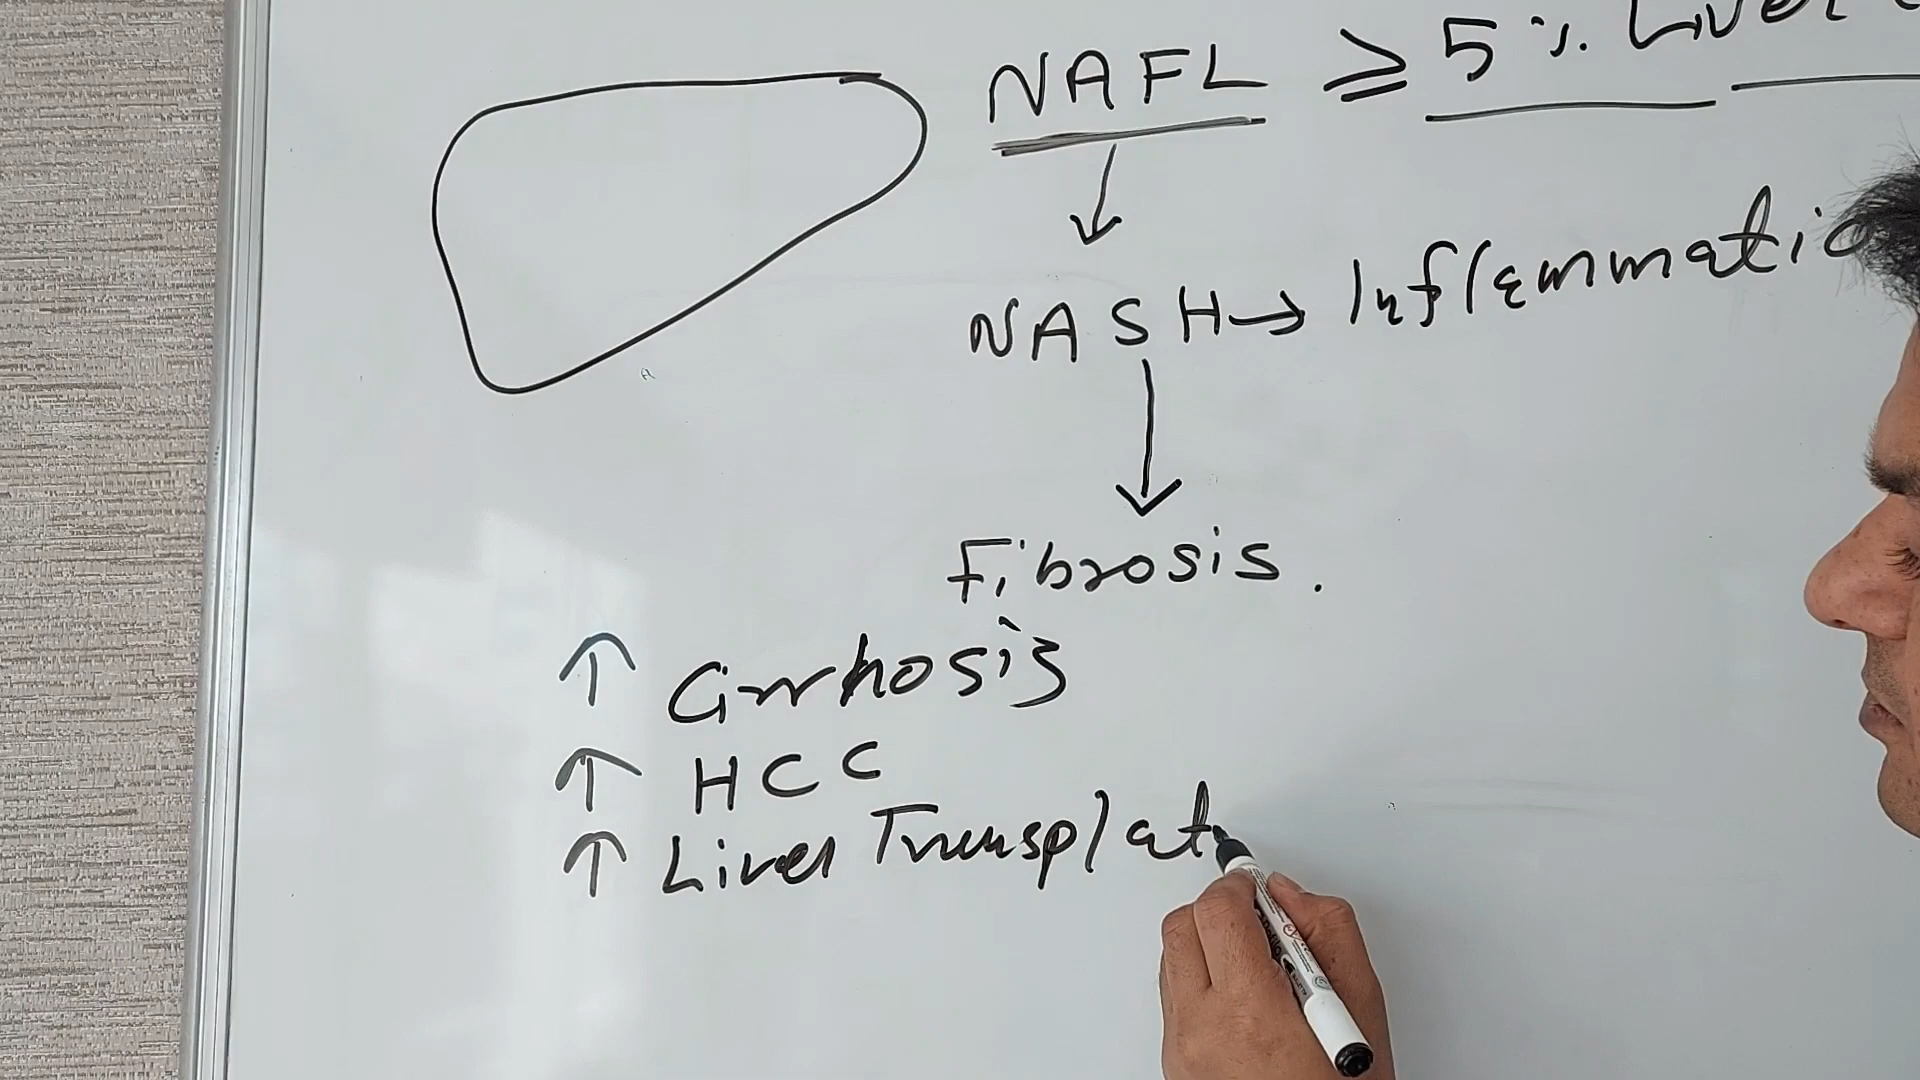 NAFL ≥ 5 % Liver
NASH → Inflammatio
Fibrosis.
↑ Cirrhosis
↑ HCC
↑ Liver Transplat